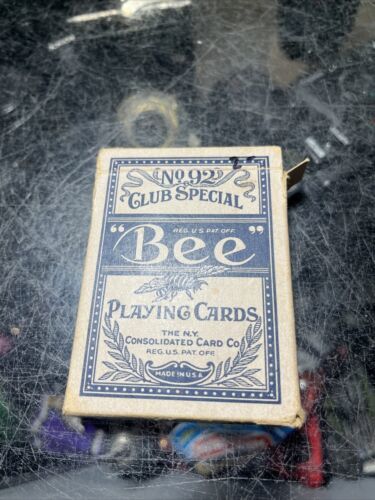 No. 92
CLUB SPECIAL
REG. U.S. PAT. OFF.
"Bee"
PLAYING CARDS
THE N.Y.
CONSOLIDATED CARD CO.
REG. U.S. PAT. OFF.
MADE IN U.S.A.